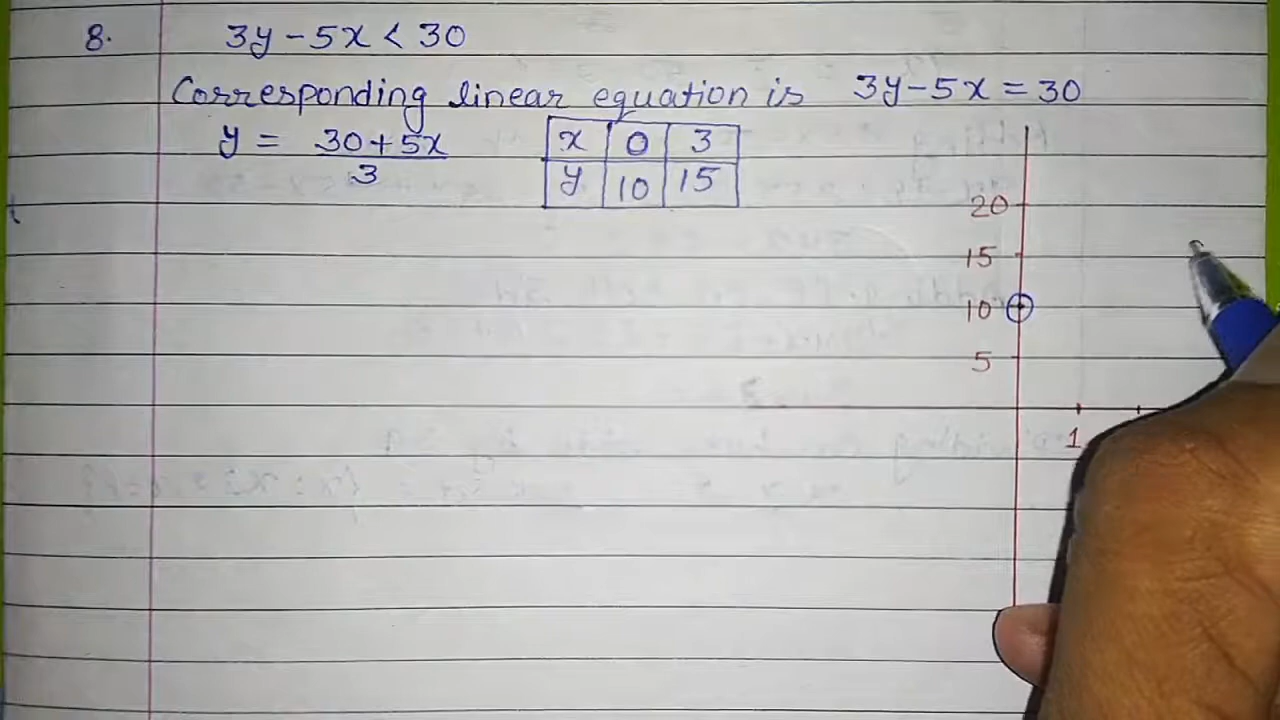 8. 3y - 5x < 30
Corresponding linear equation is 3y - 5x = 30
y = 30 + 5x / 3
x 0 3
y 10 15
20
15
10
5
1